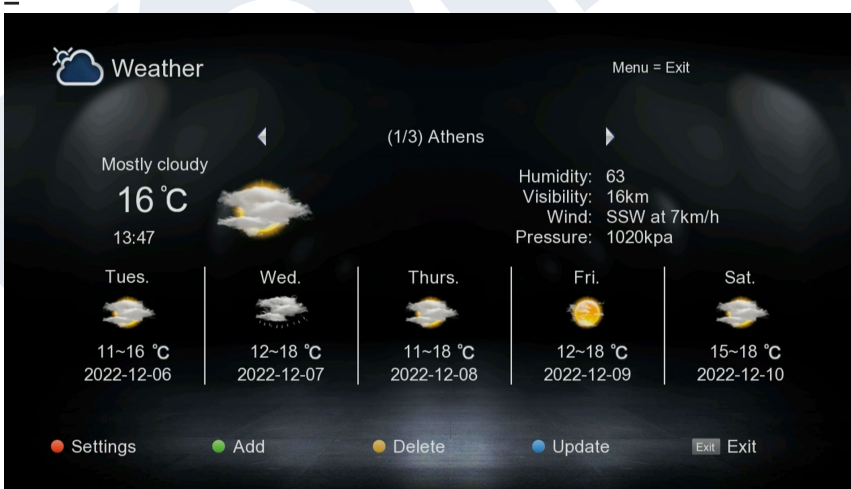 Weather
Menu = Exit
(1/3) Athens
Mostly cloudy
16 °C
13:47
Humidity: 63
Visibility: 16km
Wind: SSW at 7km/h
Pressure: 1020kpa
Tues. Wed. Thurs. Fri. Sat.
11~16 °C 12~18 °C 11~18 °C 12~18 °C 15~18 °C
2022-12-06 2022-12-07 2022-12-08 2022-12-09 2022-12-10
Settings Add Delete Update Exit Exit